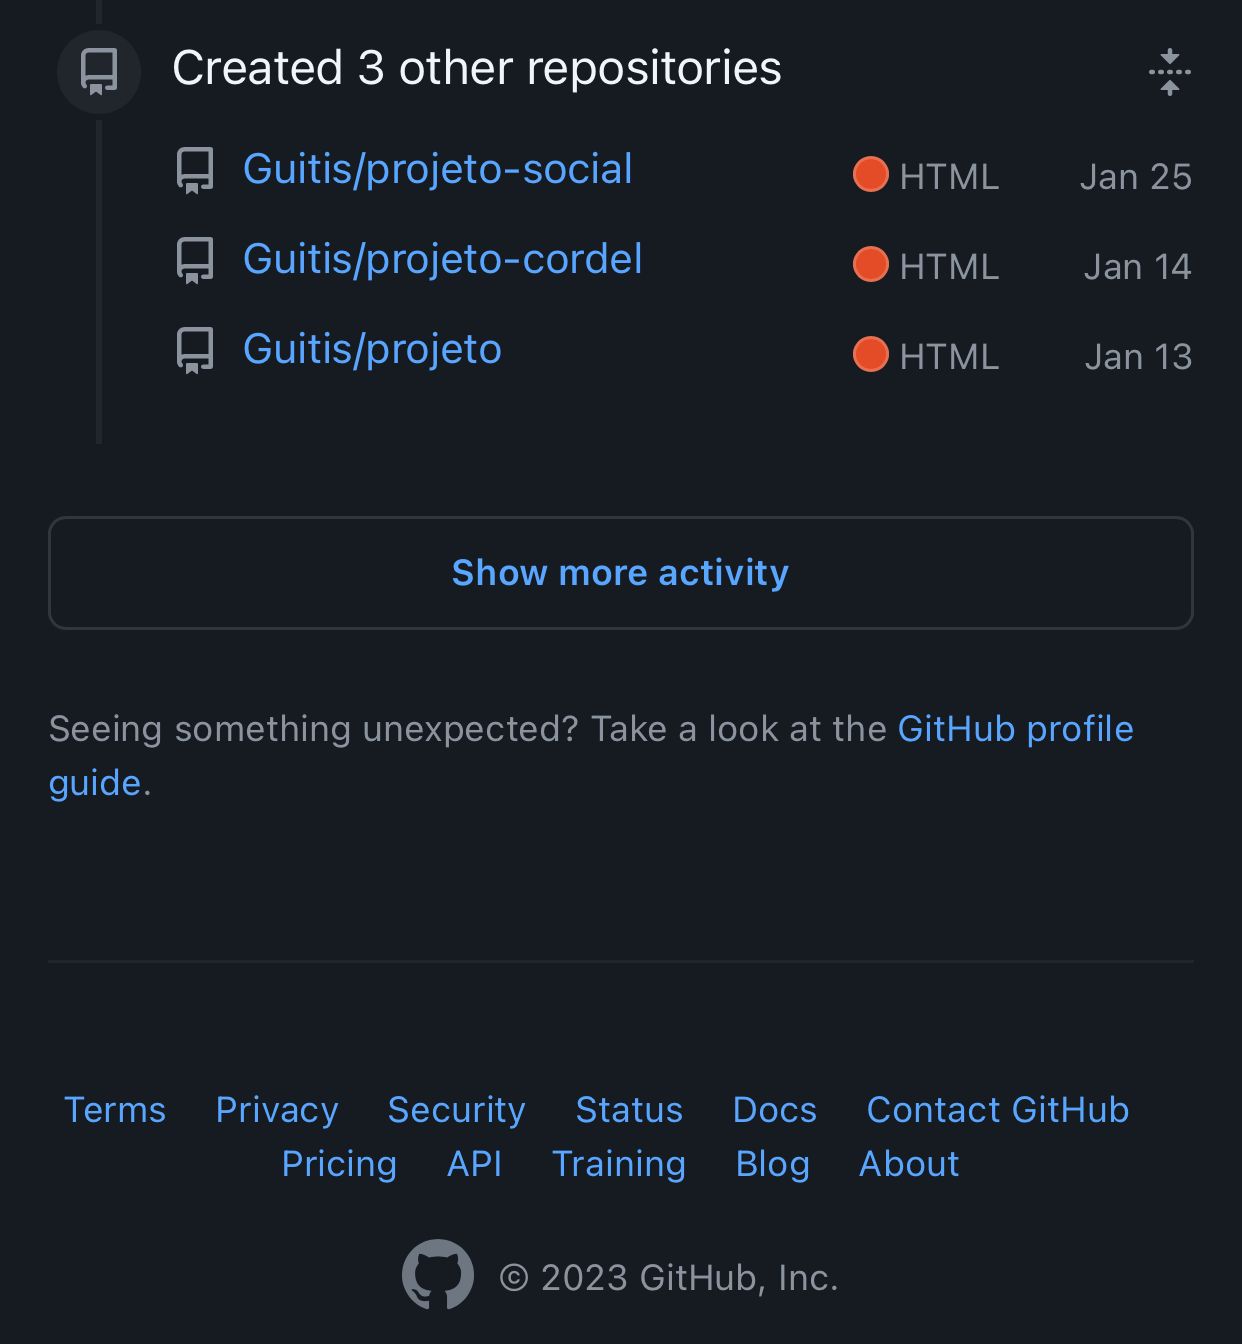 Created 3 other repositories
Guitis/projeto-social HTML Jan 25
Guitis/projeto-cordel HTML Jan 14
Guitis/projeto HTML Jan 13
Show more activity
Seeing something unexpected? Take a look at the GitHub profile
guide.
Terms Privacy Security Status Docs Contact GitHub
Pricing API Training Blog About
© 2023 GitHub, Inc.